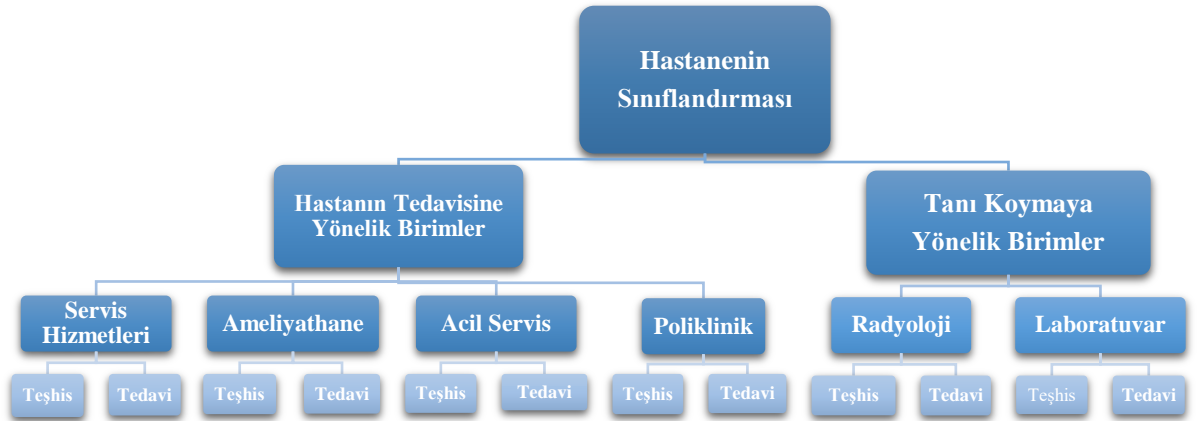 Hastanenin
Sınıflandırması
Hastanın Tedavisine
Yönelik Birimler
Tanı Koymaya
Yönelik Birimler
Servis
Hizmetleri
Ameliyathane
Acil Servis
Poliklinik
Radyoloji
Laboratuvar
Teşhis
Tedavi
Teşhis
Tedavi
Teşhis
Tedavi
Teşhis
Tedavi
Teşhis
Tedavi
Teşhis
Tedavi